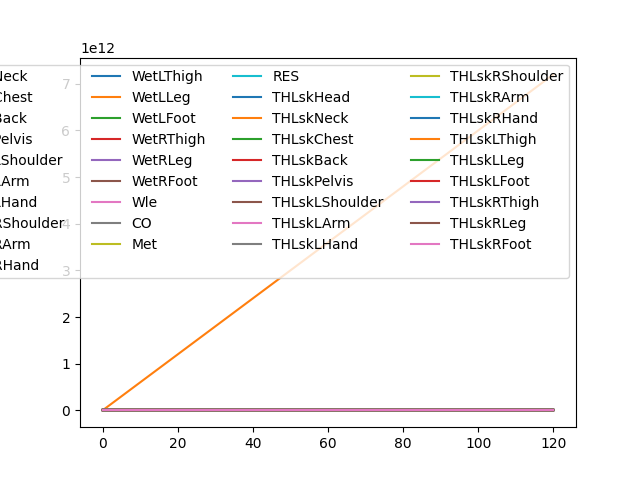 1e12
Neck WetLThigh RES THLskRShoulder
Chest WetLLeg THLskHead THLskRArm
Back WetLFoot THLskNeck THLskRHand
Pelvis WetRThigh THLskChest THLskLThigh
Shoulder WetRLeg THLskBack THLskLLeg
Arm WetRFoot THLskPelvis THLskLFoot
Hand Wle THLskLShoulder THLskRThigh
RShoulder CO THLskLArm THLskRLeg
RArm Met THLskLHand THLskRFoot
RHand
7
6
5
4
3
2
1
0
0 20 40 60 80 100 120